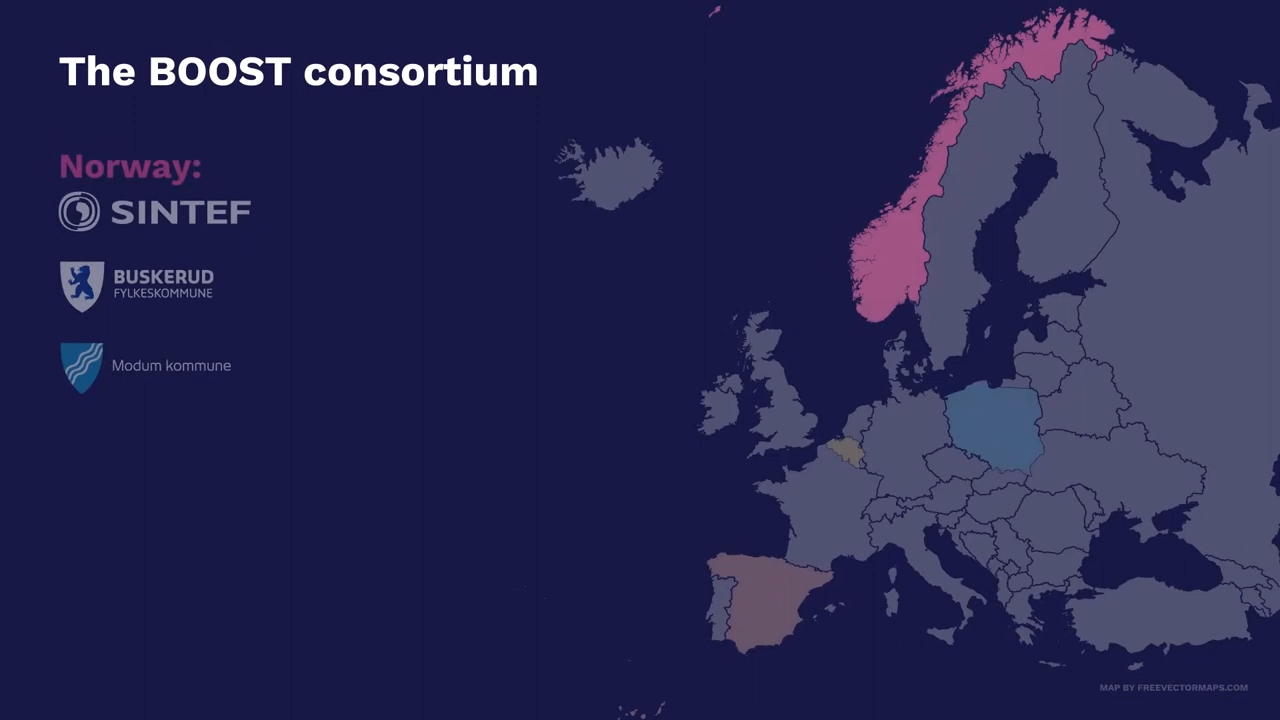 The BOOST consortium
Norway:
SINTEF
BUSKERUD
FYLKESKOMMUNE
Modum kommune
MAP BY FREEVECTORMAPS.COM